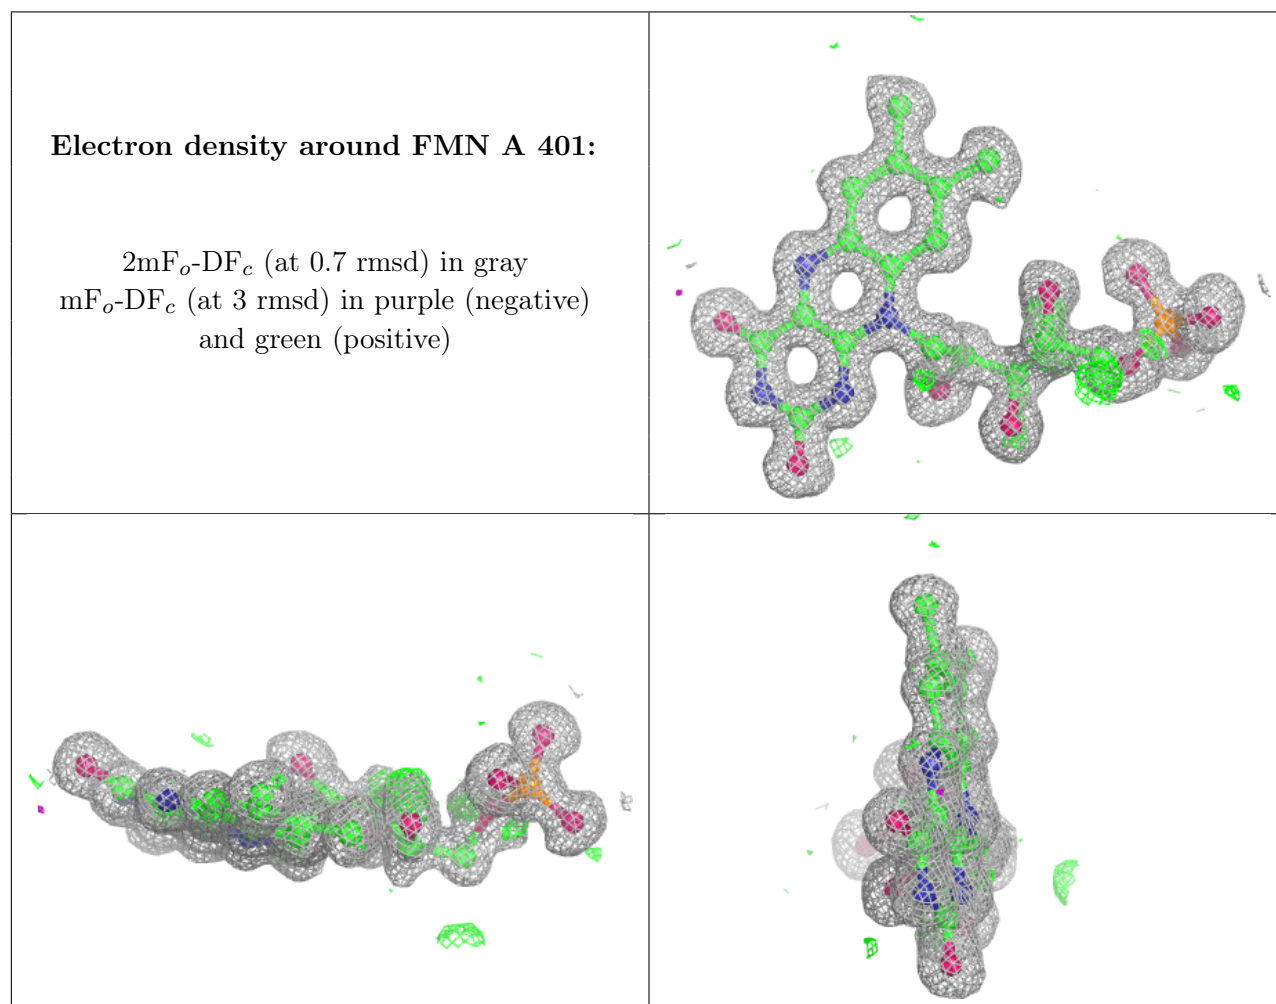 Electron density around FMN A 401:
2mFₒ-DF𝒸 (at 0.7 rmsd) in gray
mFₒ-DF𝒸 (at 3 rmsd) in purple (negative)
and green (positive)